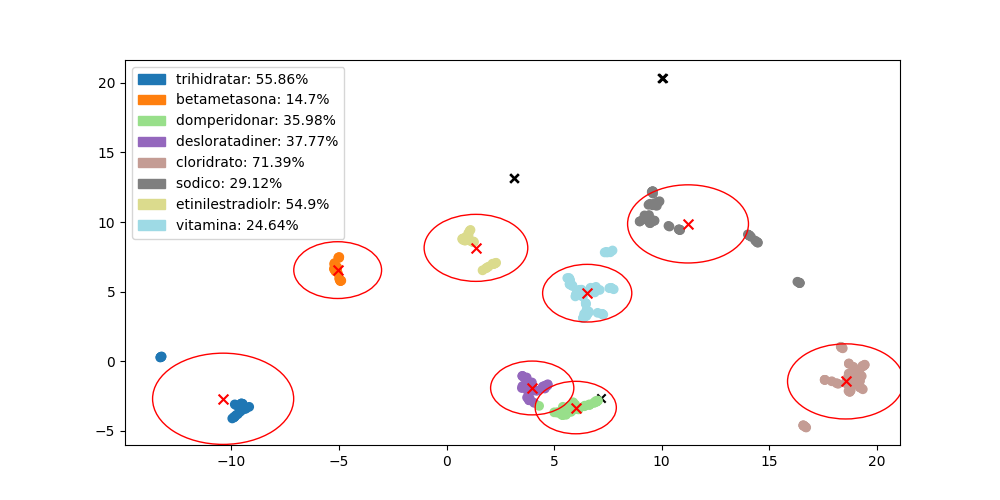 trihidratar: 55.86%
betametasona: 14.7%
domperidonar: 35.98%
desloratadiner: 37.77%
cloridrato: 71.39%
sodico: 29.12%
etinilestradiolr: 54.9%
vitamina: 24.64%
20
15
10
5
0
−5
−10 −5 0 5 10 15 20